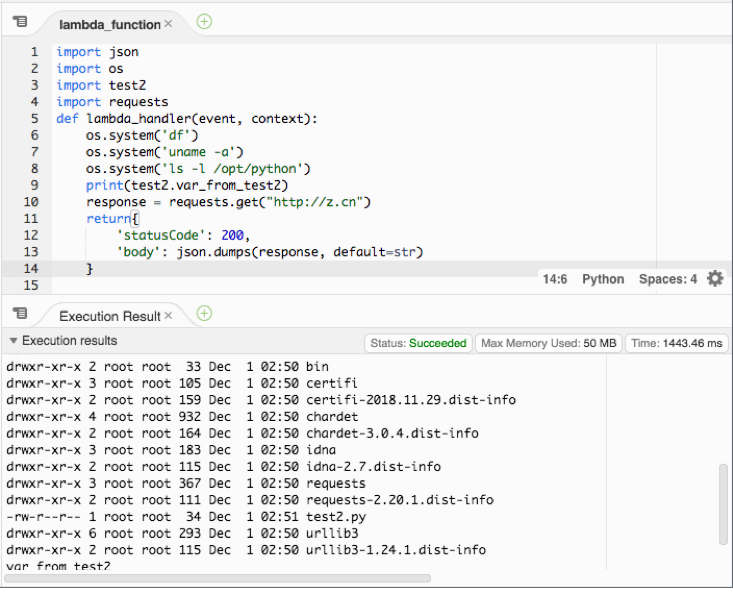 lambda_function ×
1 import json
2 import os
3 import test2
4 import requests
5 def lambda_handler(event, context):
6     os.system('df')
7     os.system('uname -a')
8     os.system('ls -l /opt/python')
9     print(test2.var_from_test2)
10     response = requests.get("http://z.cn")
11     return{
12         'statusCode': 200,
13         'body': json.dumps(response, default=str)
14     }
15
14:6 Python Spaces: 4
Execution Result ×
Execution results
Status: Succeeded Max Memory Used: 50 MB Time: 1443.46 ms
drwxr-xr-x 2 root root  33 Dec  1 02:50 bin
drwxr-xr-x 3 root root 105 Dec  1 02:50 certifi
drwxr-xr-x 2 root root 159 Dec  1 02:50 certifi-2018.11.29.dist-info
drwxr-xr-x 4 root root 932 Dec  1 02:50 chardet
drwxr-xr-x 2 root root 164 Dec  1 02:50 chardet-3.0.4.dist-info
drwxr-xr-x 3 root root 183 Dec  1 02:50 idna
drwxr-xr-x 2 root root 115 Dec  1 02:50 idna-2.7.dist-info
drwxr-xr-x 3 root root 367 Dec  1 02:50 requests
drwxr-xr-x 2 root root 111 Dec  1 02:50 requests-2.20.1.dist-info
-rw-r--r-- 1 root root  34 Dec  1 02:51 test2.py
drwxr-xr-x 6 root root 293 Dec  1 02:50 urllib3
drwxr-xr-x 2 root root 115 Dec  1 02:50 urllib3-1.24.1.dist-info
var from test2